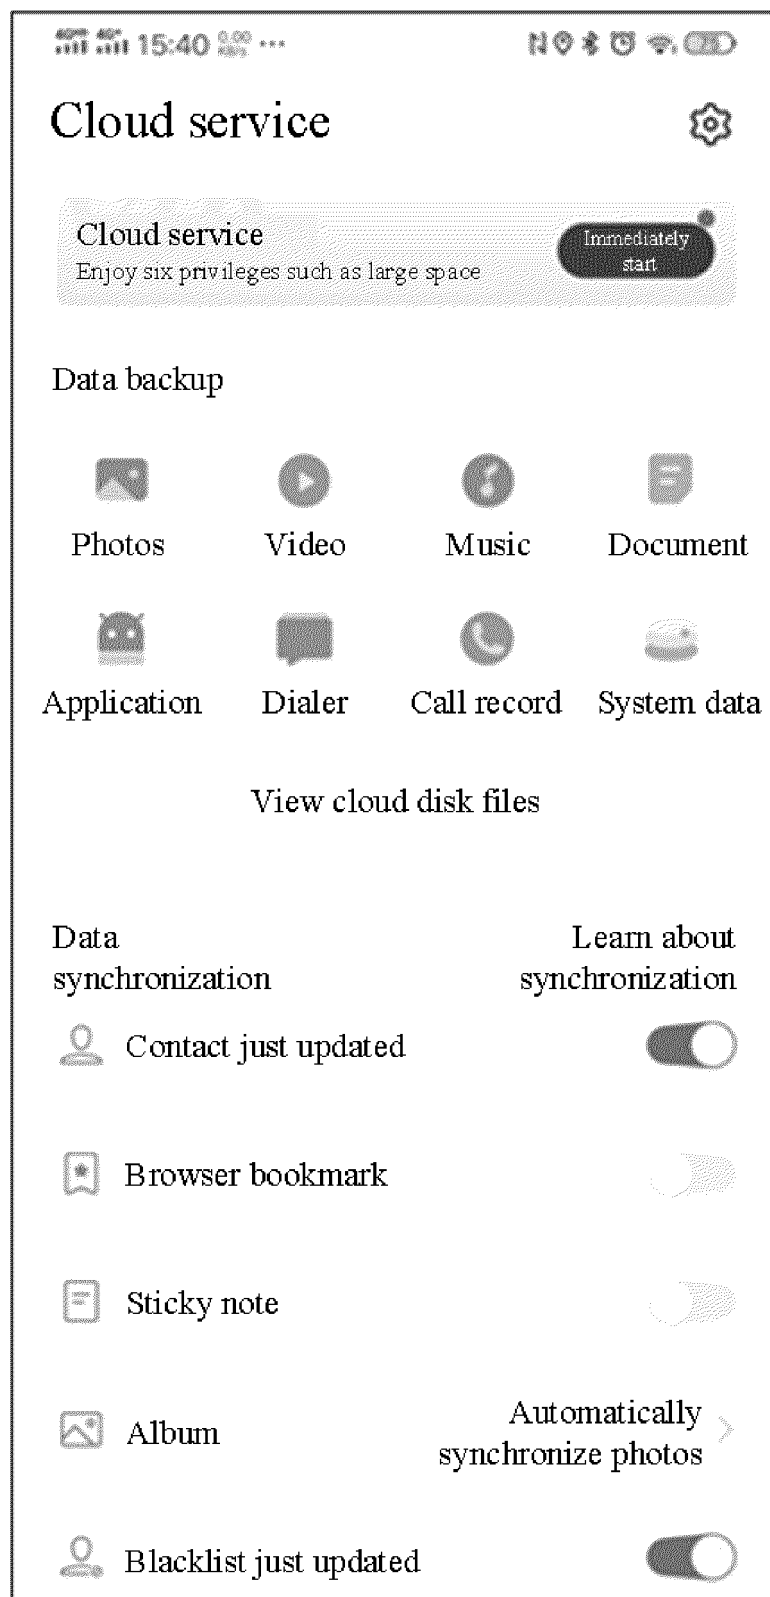 15:40 0.00 ...
Cloud service
Cloud service
Enjoy six privileges such as large space
Immediately
start
Data backup
Photos Video Music Document
Application Dialer Call record System data
View cloud disk files
Data
synchronization
Learn about
synchronization
Contact just updated
Browser bookmark
Sticky note
Album
Automatically
synchronize photos
Blacklist just updated